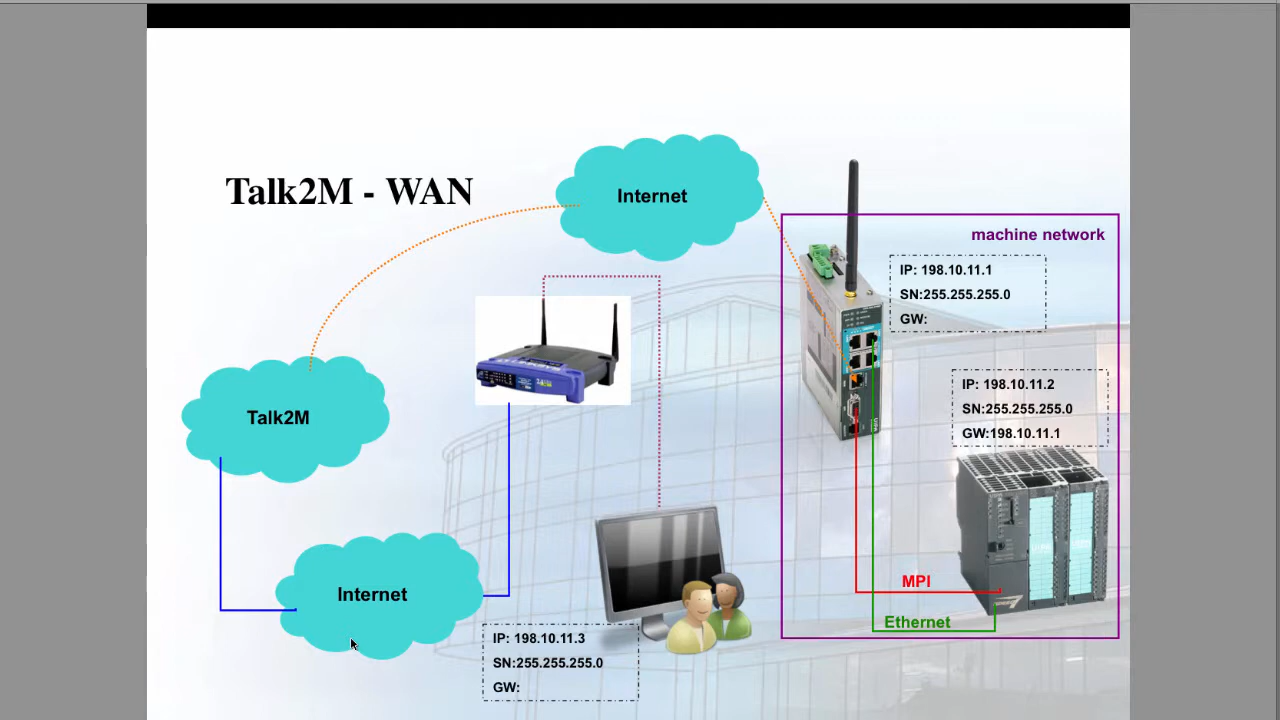 Talk2M - WAN
Internet
machine network
IP: 198.10.11.1
SN:255.255.255.0
GW:
IP: 198.10.11.2
SN:255.255.255.0
GW:198.10.11.1
Talk2M
Internet
MPI
Ethernet
IP: 198.10.11.3
SN:255.255.255.0
GW: